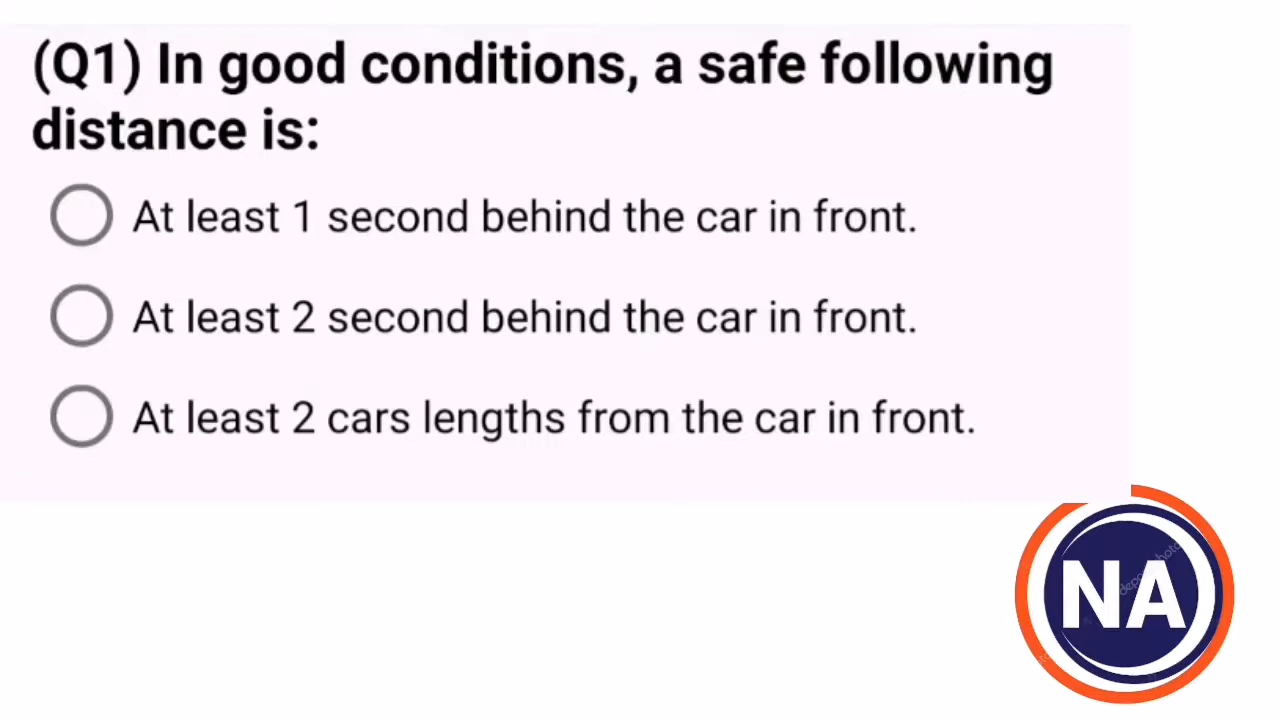 (Q1) In good conditions, a safe following
distance is:
At least 1 second behind the car in front.
At least 2 second behind the car in front.
At least 2 cars lengths from the car in front.
NA